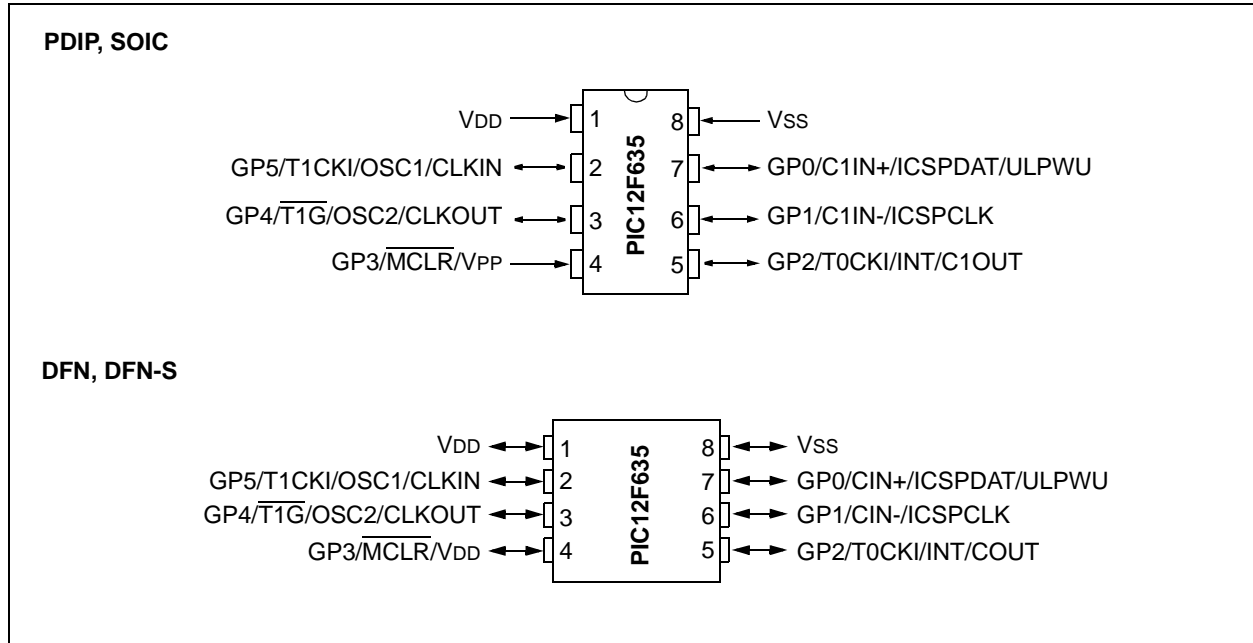 PDIP, SOIC
VDD 1 8 VSS
GP5/T1CKI/OSC1/CLKIN 2 7 GP0/C1IN+/ICSPDAT/ULPWU
GP4/T1G/OSC2/CLKOUT 3 6 GP1/C1IN-/ICSPCLK
GP3/MCLR/VPP 4 5 GP2/T0CKI/INT/C1OUT
PIC12F635
DFN, DFN-S
VDD 1 8 VSS
GP5/T1CKI/OSC1/CLKIN 2 7 GP0/CIN+/ICSPDAT/ULPWU
GP4/T1G/OSC2/CLKOUT 3 6 GP1/CIN-/ICSPCLK
GP3/MCLR/VDD 4 5 GP2/T0CKI/INT/COUT
PIC12F635